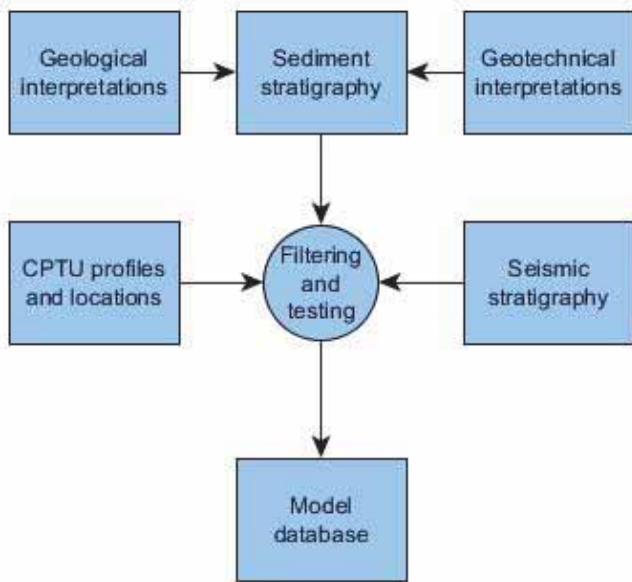 Geological
interpretations
Sediment
stratigraphy
Geotechnical
interpretations
CPTU profiles
and locations
Filtering
and
testing
Seismic
stratigraphy
Model
database